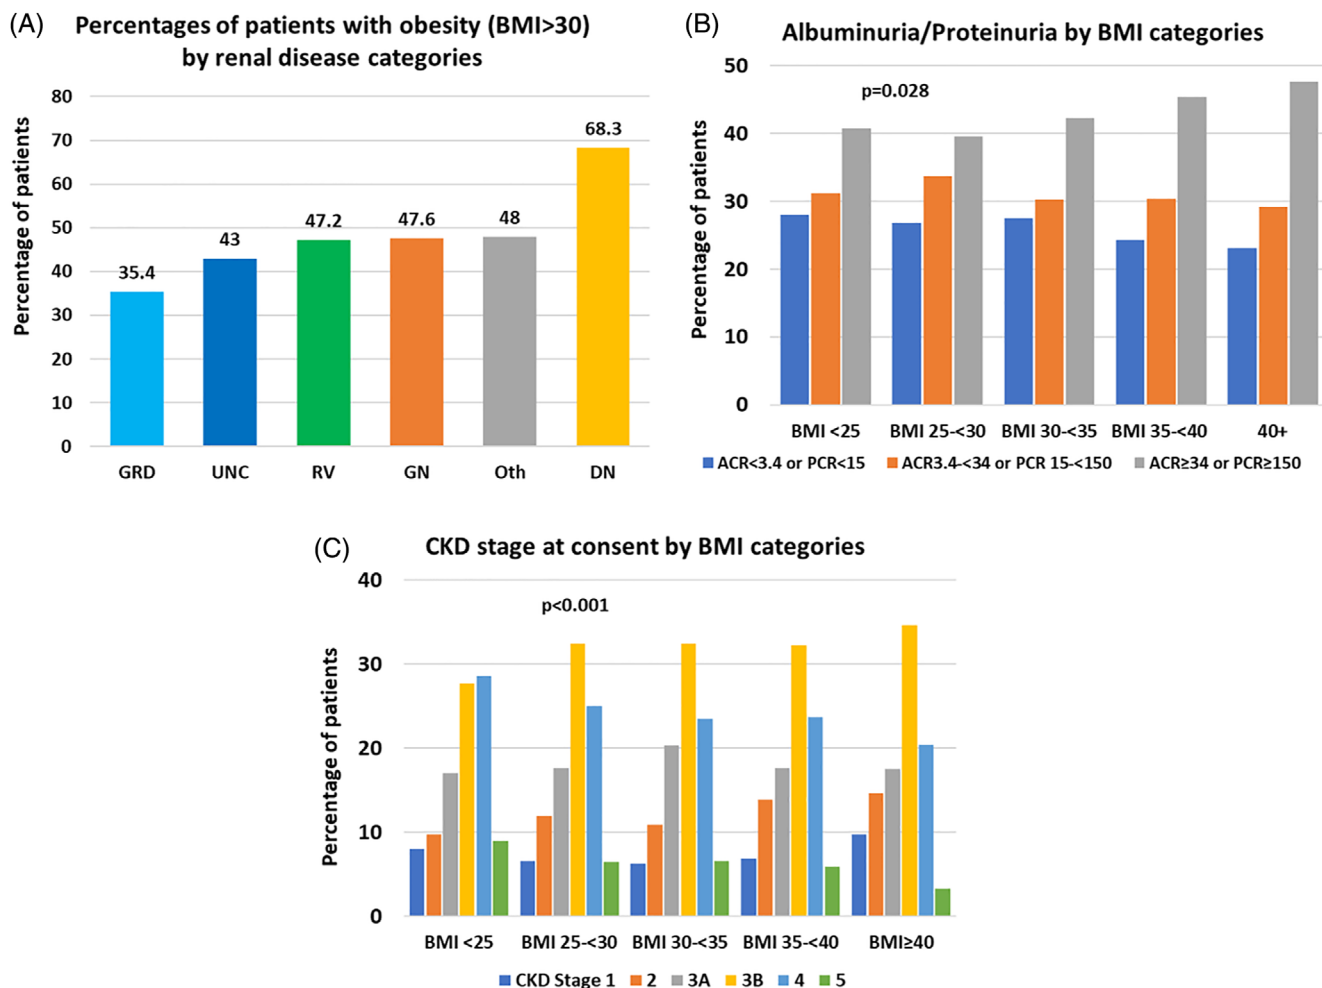 (A)
Percentages of patients with obesity (BMI>30)
by renal disease categories
Percentage of patients
80
70
60
50
40
30
20
10
0
35.4
43
47.2
47.6
48
68.3
GRD UNC RV GN Oth DN
(B)
Albuminuria/Proteinuria by BMI categories
p=0.028
Percentage of patients
50
40
30
20
10
0
BMI <25 BMI 25-<30 BMI 30-<35 BMI 35-<40 40+
ACR<3.4 or PCR<15 ACR3.4-<34 or PCR 15-<150 ACR≥34 or PCR≥150
(C)
CKD stage at consent by BMI categories
p<0.001
Percentage of patients
40
30
20
10
0
BMI <25 BMI 25-<30 BMI 30-<35 BMI 35-<40 BMI≥40
CKD Stage 1 2 3A 3B 4 5